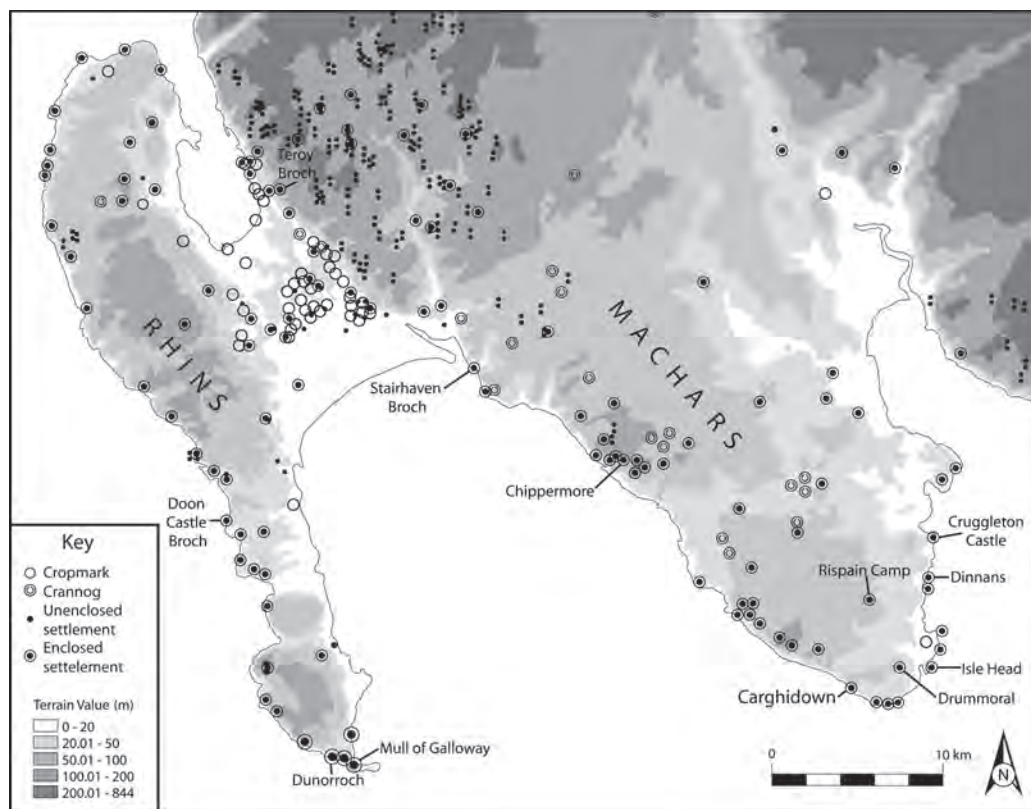 Teroy
Broch
RHINS
MACHARS
Stairhaven
Broch
Chippermore
Doon
Castle
Broch
Cruggleton
Castle
Rispain Camp
Dinnans
Isle Head
Carghidown
Drummoral
Mull of Galloway
Dunorroch
Key
Cropmark
Crannog
Unenclosed
settlement
Enclosed
settelement
Terrain Value (m)
0 - 20
20.01 - 50
50.01 - 100
100.01 - 200
200.01 - 844
0 10 km
N